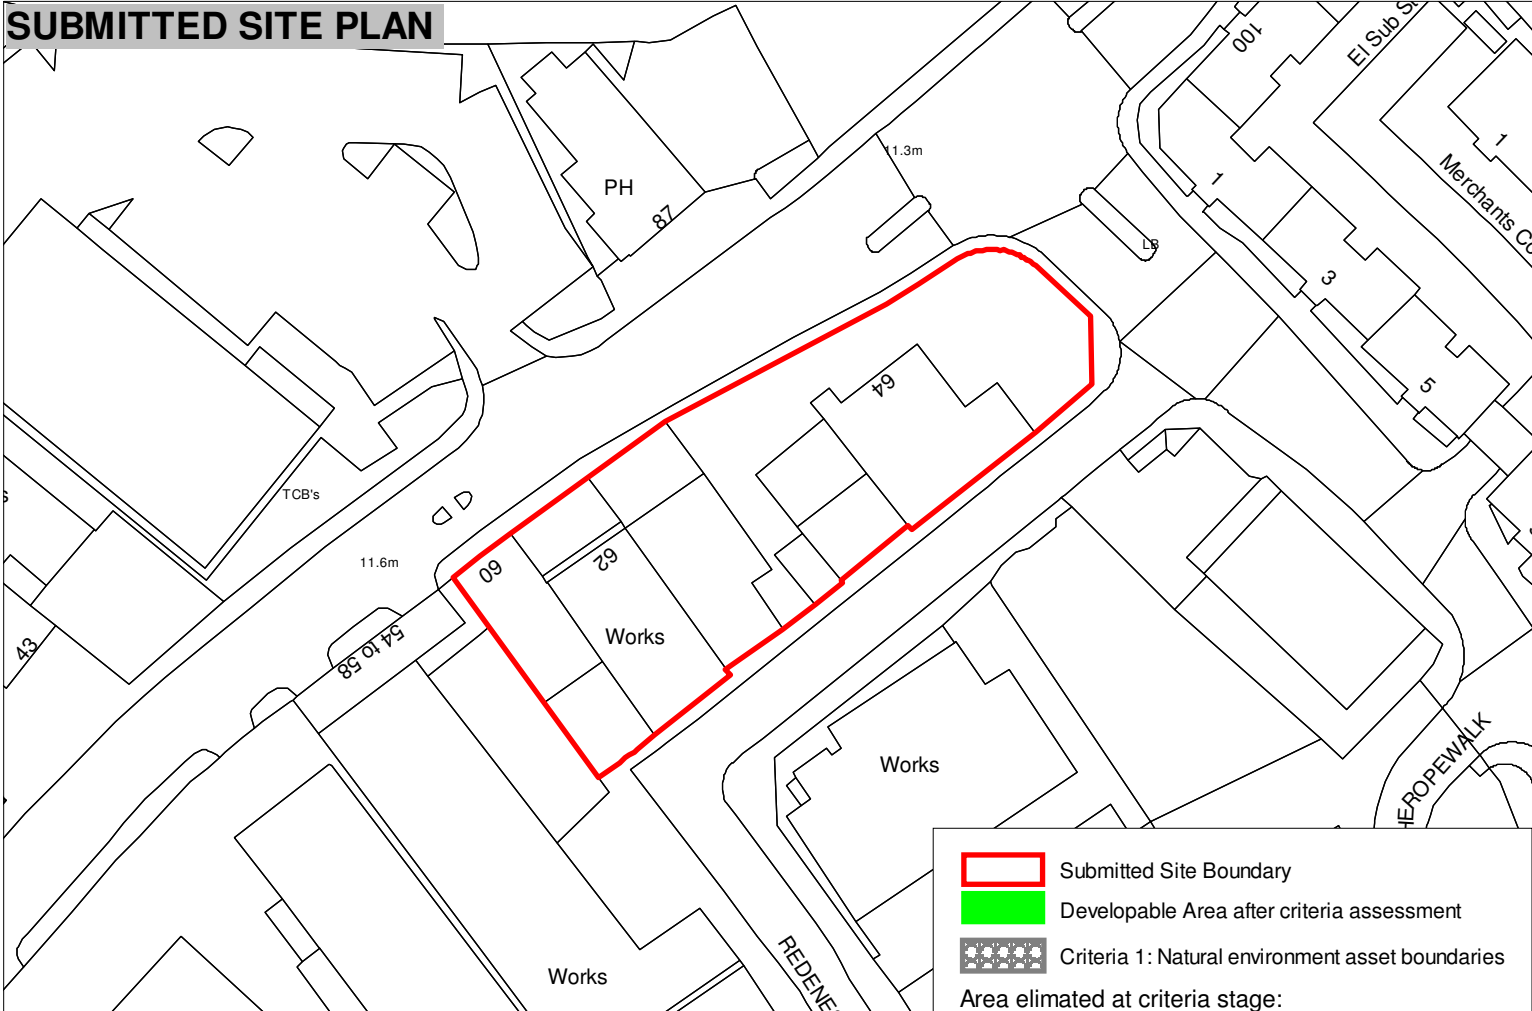 SUBMITTED SITE PLAN
100
El Sub St
1
Merchants Co
11.3m
PH
87
1
LB
3
5
64
TCB's
11.6m
60
62
Works
54 to 58
43
HEROPEWALK
Works
REDENE
Works
Submitted Site Boundary
Developable Area after criteria assessment
Criteria 1: Natural environment asset boundaries
Area elimated at criteria stage: